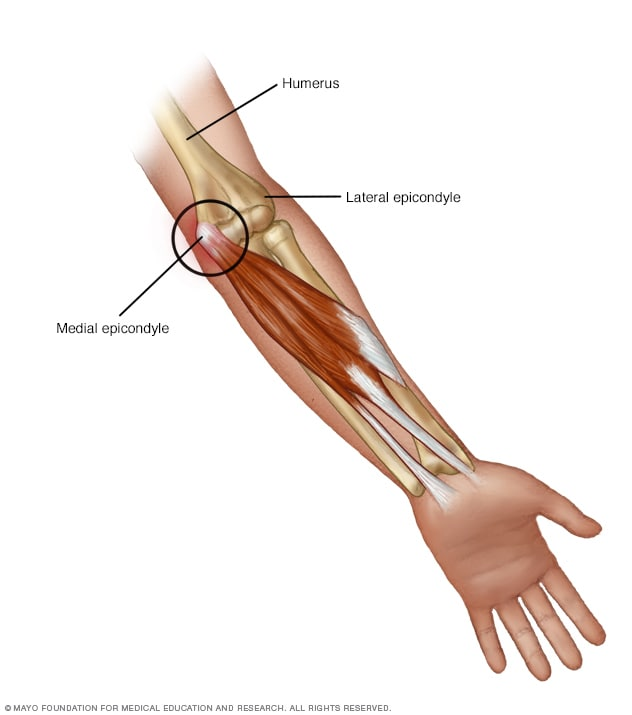 Humerus
Lateral epicondyle
Medial epicondyle
© MAYO FOUNDATION FOR MEDICAL EDUCATION AND RESEARCH. ALL RIGHTS RESERVED.